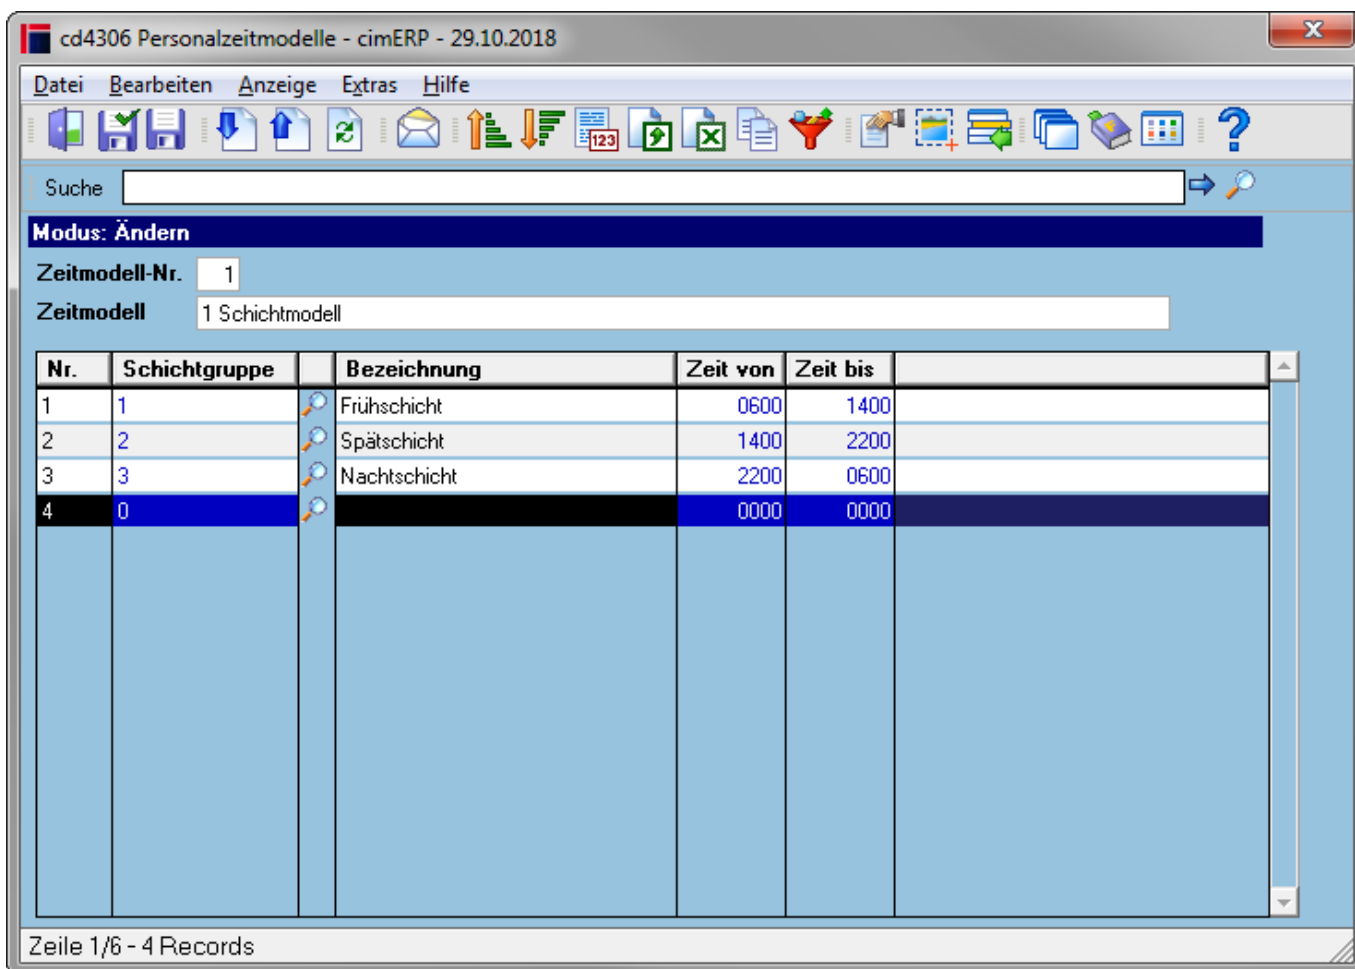 cd4306 Personalzeitmodelle - cimERP - 29.10.2018
Datei Bearbeiten Anzeige Extras Hilfe
123
Suche
Modus: Ändern
Zeitmodell-Nr. 1
Zeitmodell 1 Schichtmodell
Nr. Schichtgruppe Bezeichnung Zeit von Zeit bis
1 1 Frühschicht 0600 1400
2 2 Spätschicht 1400 2200
3 3 Nachtschicht 2200 0600
4 0 0000 0000
Zeile 1/6 - 4 Records